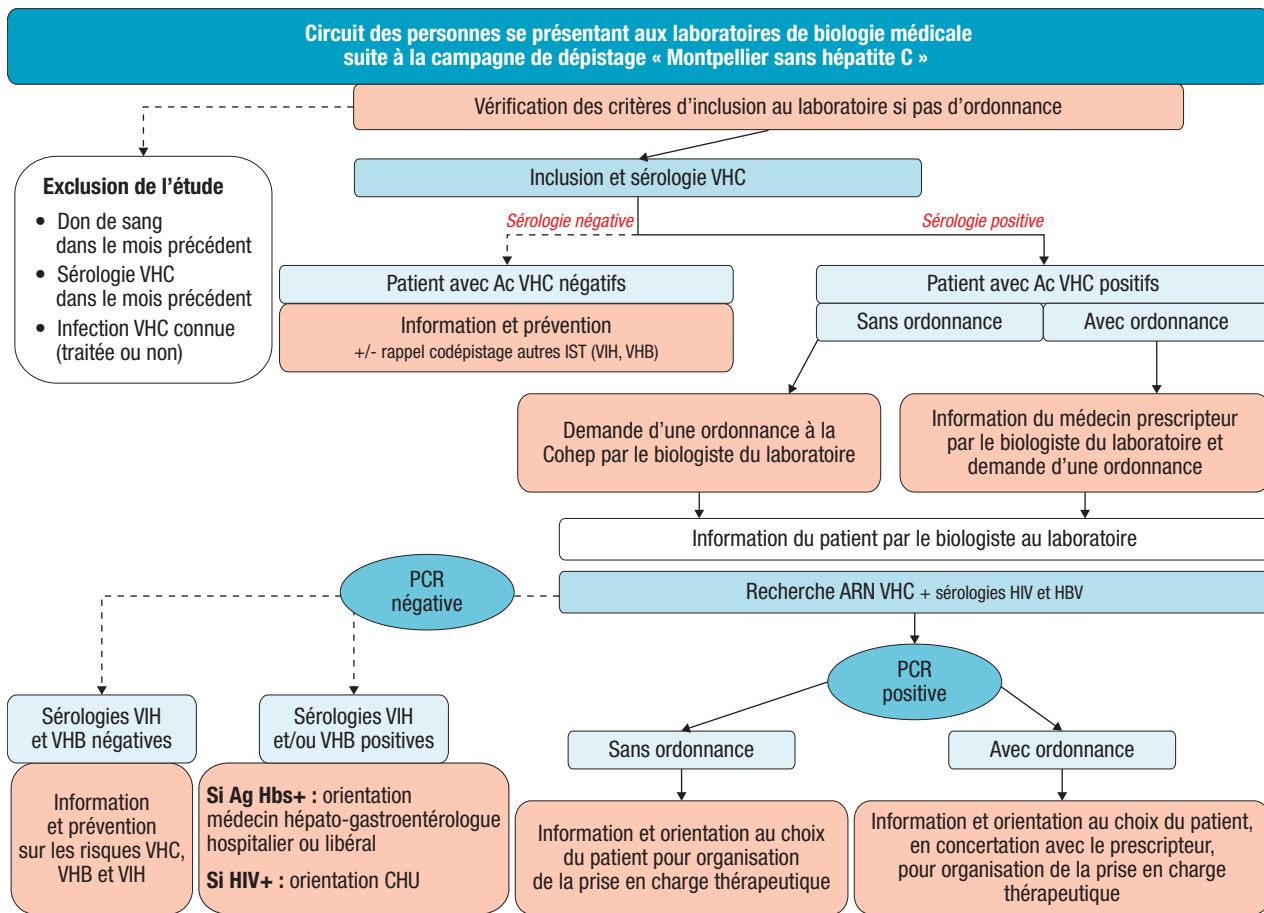 Circuit des personnes se présentant aux laboratoires de biologie médicale
suite à la campagne de dépistage « Montpellier sans hépatite C »
Vérification des critères d'inclusion au laboratoire si pas d'ordonnance
Exclusion de l'étude
• Don de sang
dans le mois précédent
• Sérologie VHC
dans le mois précédent
• Infection VHC connue
(traitée ou non)
Inclusion et sérologie VHC
Sérologie négative
Sérologie positive
Patient avec Ac VHC négatifs
Information et prévention
+/- rappel codépistage autres IST (VIH, VHB)
Patient avec Ac VHC positifs
Sans ordonnance
Avec ordonnance
Demande d'une ordonnance à la
Cohep par le biologiste du laboratoire
Information du médecin prescripteur
par le biologiste du laboratoire et
demande d'une ordonnance
Information du patient par le biologiste au laboratoire
Recherche ARN VHC + sérologies HIV et HBV
PCR
négative
PCR
positive
Sérologies VIH
et VHB négatives
Information
et prévention
sur les risques VHC,
VHB et VIH
Sérologies VIH
et/ou VHB positives
Si Ag Hbs+ : orientation
médecin hépato-gastroentérologue
hospitalier ou libéral
Si HIV+ : orientation CHU
Sans ordonnance
Information et orientation au choix
du patient pour organisation
de la prise en charge thérapeutique
Avec ordonnance
Information et orientation au choix du patient,
en concertation avec le prescripteur,
pour organisation de la prise en charge
thérapeutique